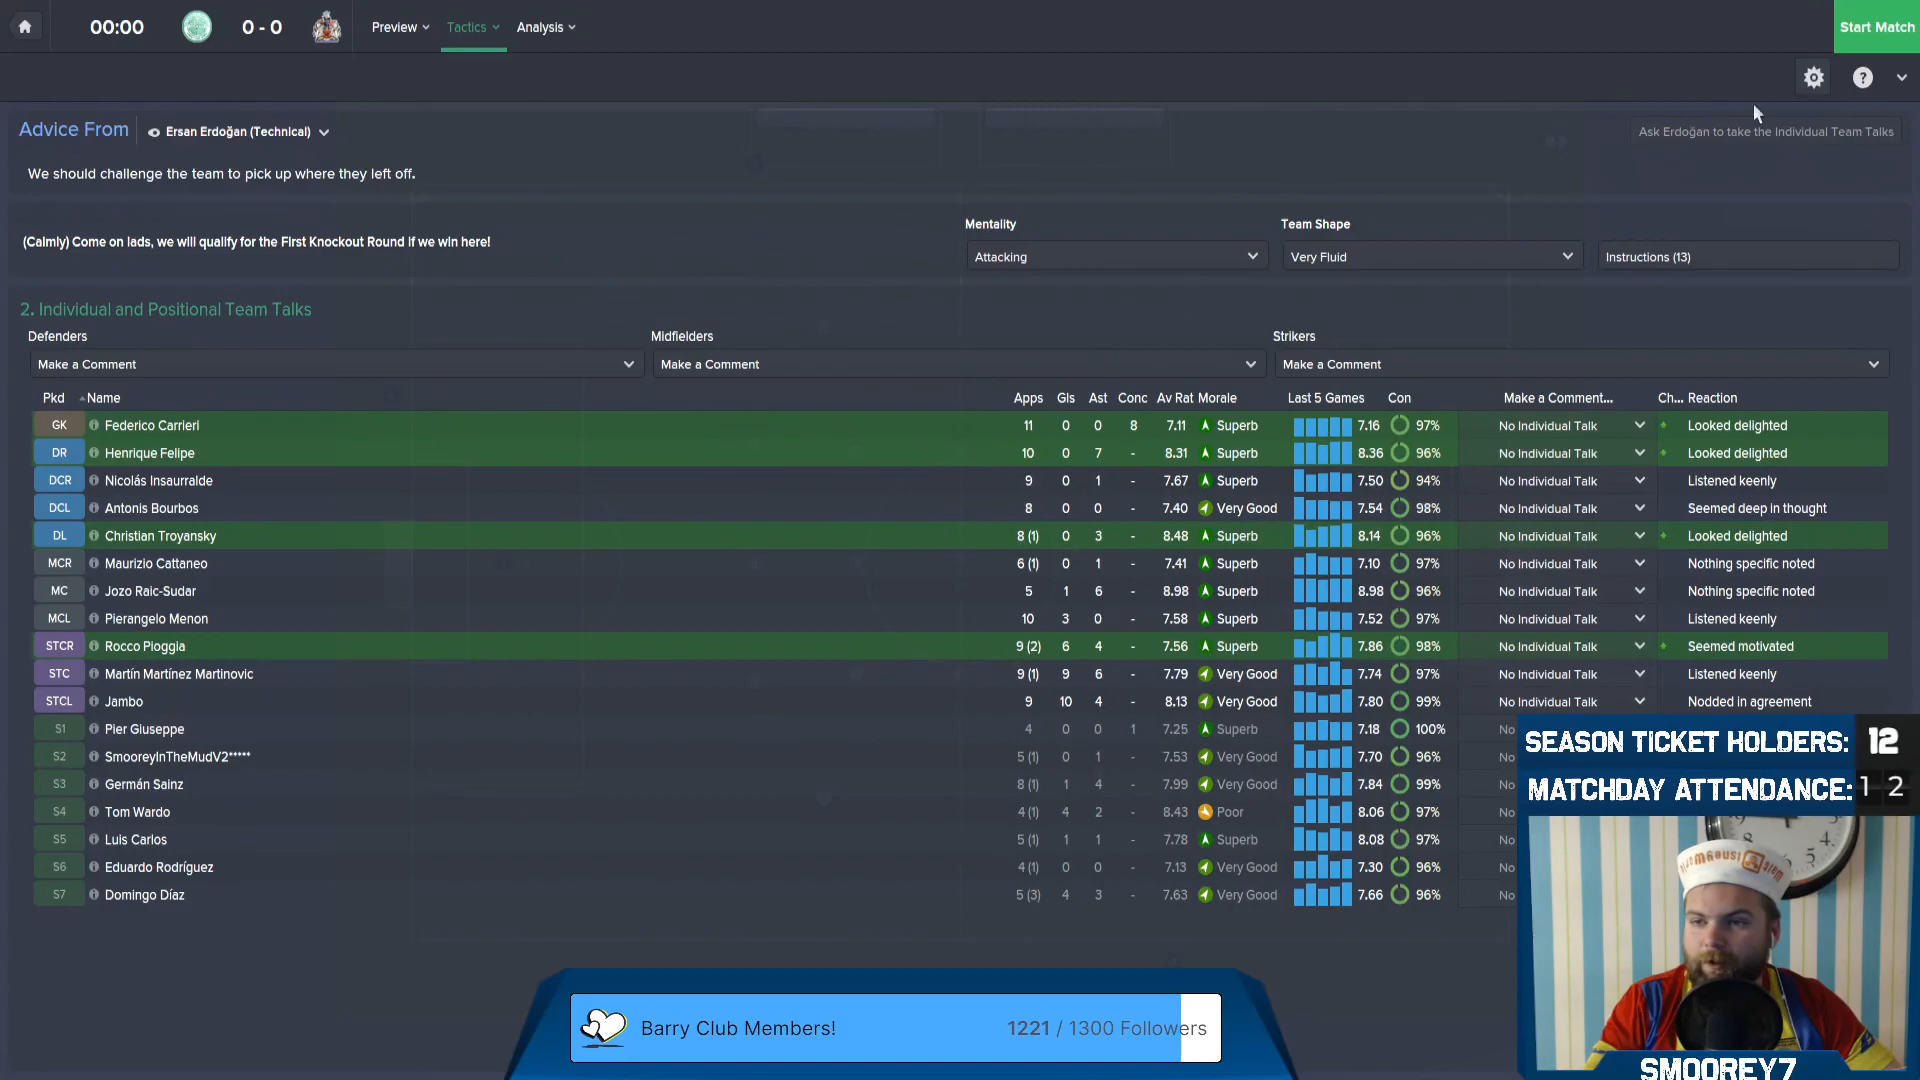 00:00 0 - 0 Preview Tactics Analysis Start Match
?
Advice From Ersan Erdoğan (Technical) Ask Erdoğan to take the Individual Team Talks
We should challenge the team to pick up where they left off.
Mentality Team Shape
(Calmly) Come on lads, we will qualify for the First Knockout Round if we win here!
Attacking Very Fluid Instructions (13)
2. Individual and Positional Team Talks
Defenders Midfielders Strikers
Make a Comment Make a Comment Make a Comment
Pkd Name Apps Gls Ast Conc Av Rat Morale Last 5 Games Con Make a Comment... Ch... Reaction
GK Federico Carrieri 11 0 0 8 7.11 Superb 7.16 97% No Individual Talk Looked delighted
DR Henrique Felipe 10 0 7 - 8.31 Superb 8.36 96% No Individual Talk Looked delighted
DCR Nicolás Insaurralde 9 0 1 - 7.67 Superb 7.50 94% No Individual Talk Listened keenly
DCL Antonis Bourbos 8 0 0 - 7.40 Very Good 7.54 98% No Individual Talk Seemed deep in thought
DL Christian Troyansky 8 (1) 0 3 - 8.48 Superb 8.14 96% No Individual Talk Looked delighted
MCR Maurizio Cattaneo 6 (1) 0 1 - 7.41 Superb 7.10 97% No Individual Talk Nothing specific noted
MC Jozo Raic-Sudar 5 1 6 - 8.98 Superb 8.98 96% No Individual Talk Nothing specific noted
MCL Pierangelo Menon 10 3 0 - 7.58 Superb 7.52 97% No Individual Talk Listened keenly
STCR Rocco Pioggia 9 (2) 6 4 - 7.56 Superb 7.86 98% No Individual Talk Seemed motivated
STC Martín Martínez Martinovic 9 (1) 9 6 - 7.79 Very Good 7.74 97% No Individual Talk Listened keenly
STCL Jambo 9 10 4 - 8.13 Very Good 7.80 99% No Individual Talk Nodded in agreement
S1 Pier Giuseppe 4 0 0 1 7.25 Superb 7.18 100% No
S2 SmooreyInTheMudV2***** 5 (1) 0 1 - 7.53 Very Good 7.70 96% No
S3 Germán Sainz 8 (1) 1 4 - 7.99 Very Good 7.84 99% No
S4 Tom Wardo 4 (1) 4 2 - 8.43 Poor 8.06 97% No
S5 Luis Carlos 5 (1) 1 1 - 7.78 Superb 8.08 97% No
S6 Eduardo Rodríguez 4 (1) 0 0 - 7.13 Very Good 7.30 96% No
S7 Domingo Díaz 5 (3) 4 3 - 7.63 Very Good 7.66 96% No
SEASON TICKET HOLDERS: 12
MATCHDAY ATTENDANCE: 12
Barry Club Members! 1221 / 1300 Followers
SMOOREY7